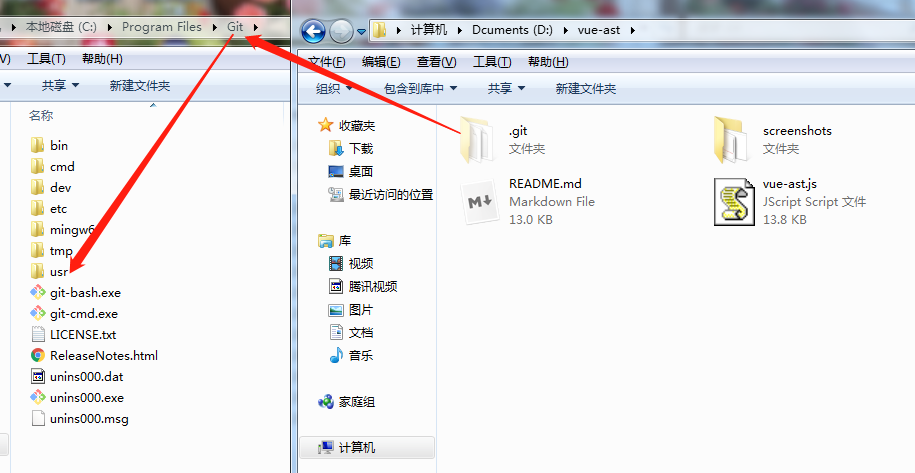 本地磁盘 (C:) Program Files Git
V) 工具(T) 帮助(H)
共享 新建文件夹
名称
bin
cmd
dev
etc
tmp
usr
git-bash.exe
git-cmd.exe
LICENSE.txt
ReleaseNotes.html
unins000.dat
unins000.exe
unins000.msg
计算机 Dcuments (D:) vue-ast
文件(F) 编辑(E) 查看(V) 工具(T) 帮助(H)
组织 包含到库中 共享 新建文件夹
收藏夹
下载
桌面
最近访问的位置
库
视频
腾讯视频
图片
文档
音乐
家庭组
计算机
.git
文件夹
screenshots
文件夹
README.md
Markdown File
13.0 KB
vue-ast.js
JScript Script 文件
13.8 KB